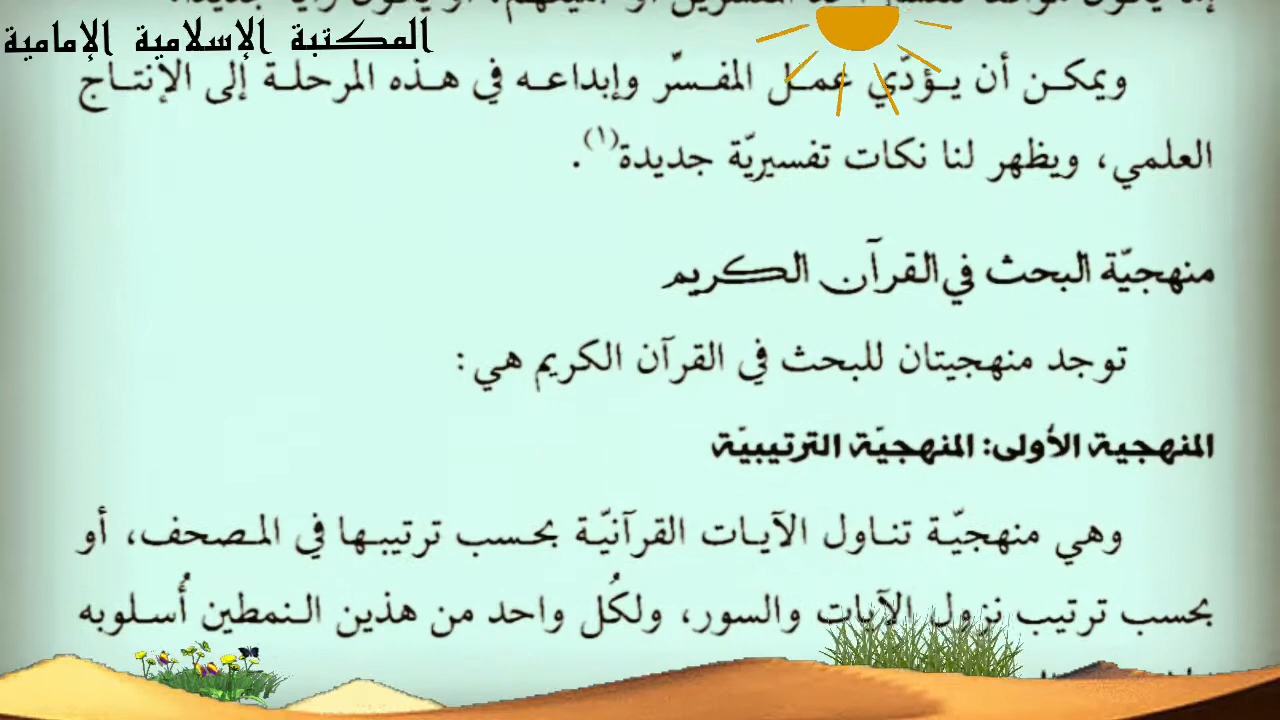 المكتبة الإسلامية الإمامية
ويمكن أن يؤدّي عمل المفسّر وإبداعه في هذه المرحلة إلى الإنتاج
العلمي، ويظهر لنا نكات تفسيريّة جديدة(١).
منهجيّة البحث في القرآن الكريم
توجد منهجيتان للبحث في القرآن الكريم هي:
المنهجية الأولى: المنهجيّة الترتيبيّة
وهي منهجيّة تناول الآيات القرآنيّة بحسب ترتيبها في المصحف، أو
بحسب ترتيب نزول الآيات والسور، ولكُل واحد من هذين النمطين أُسلوبه